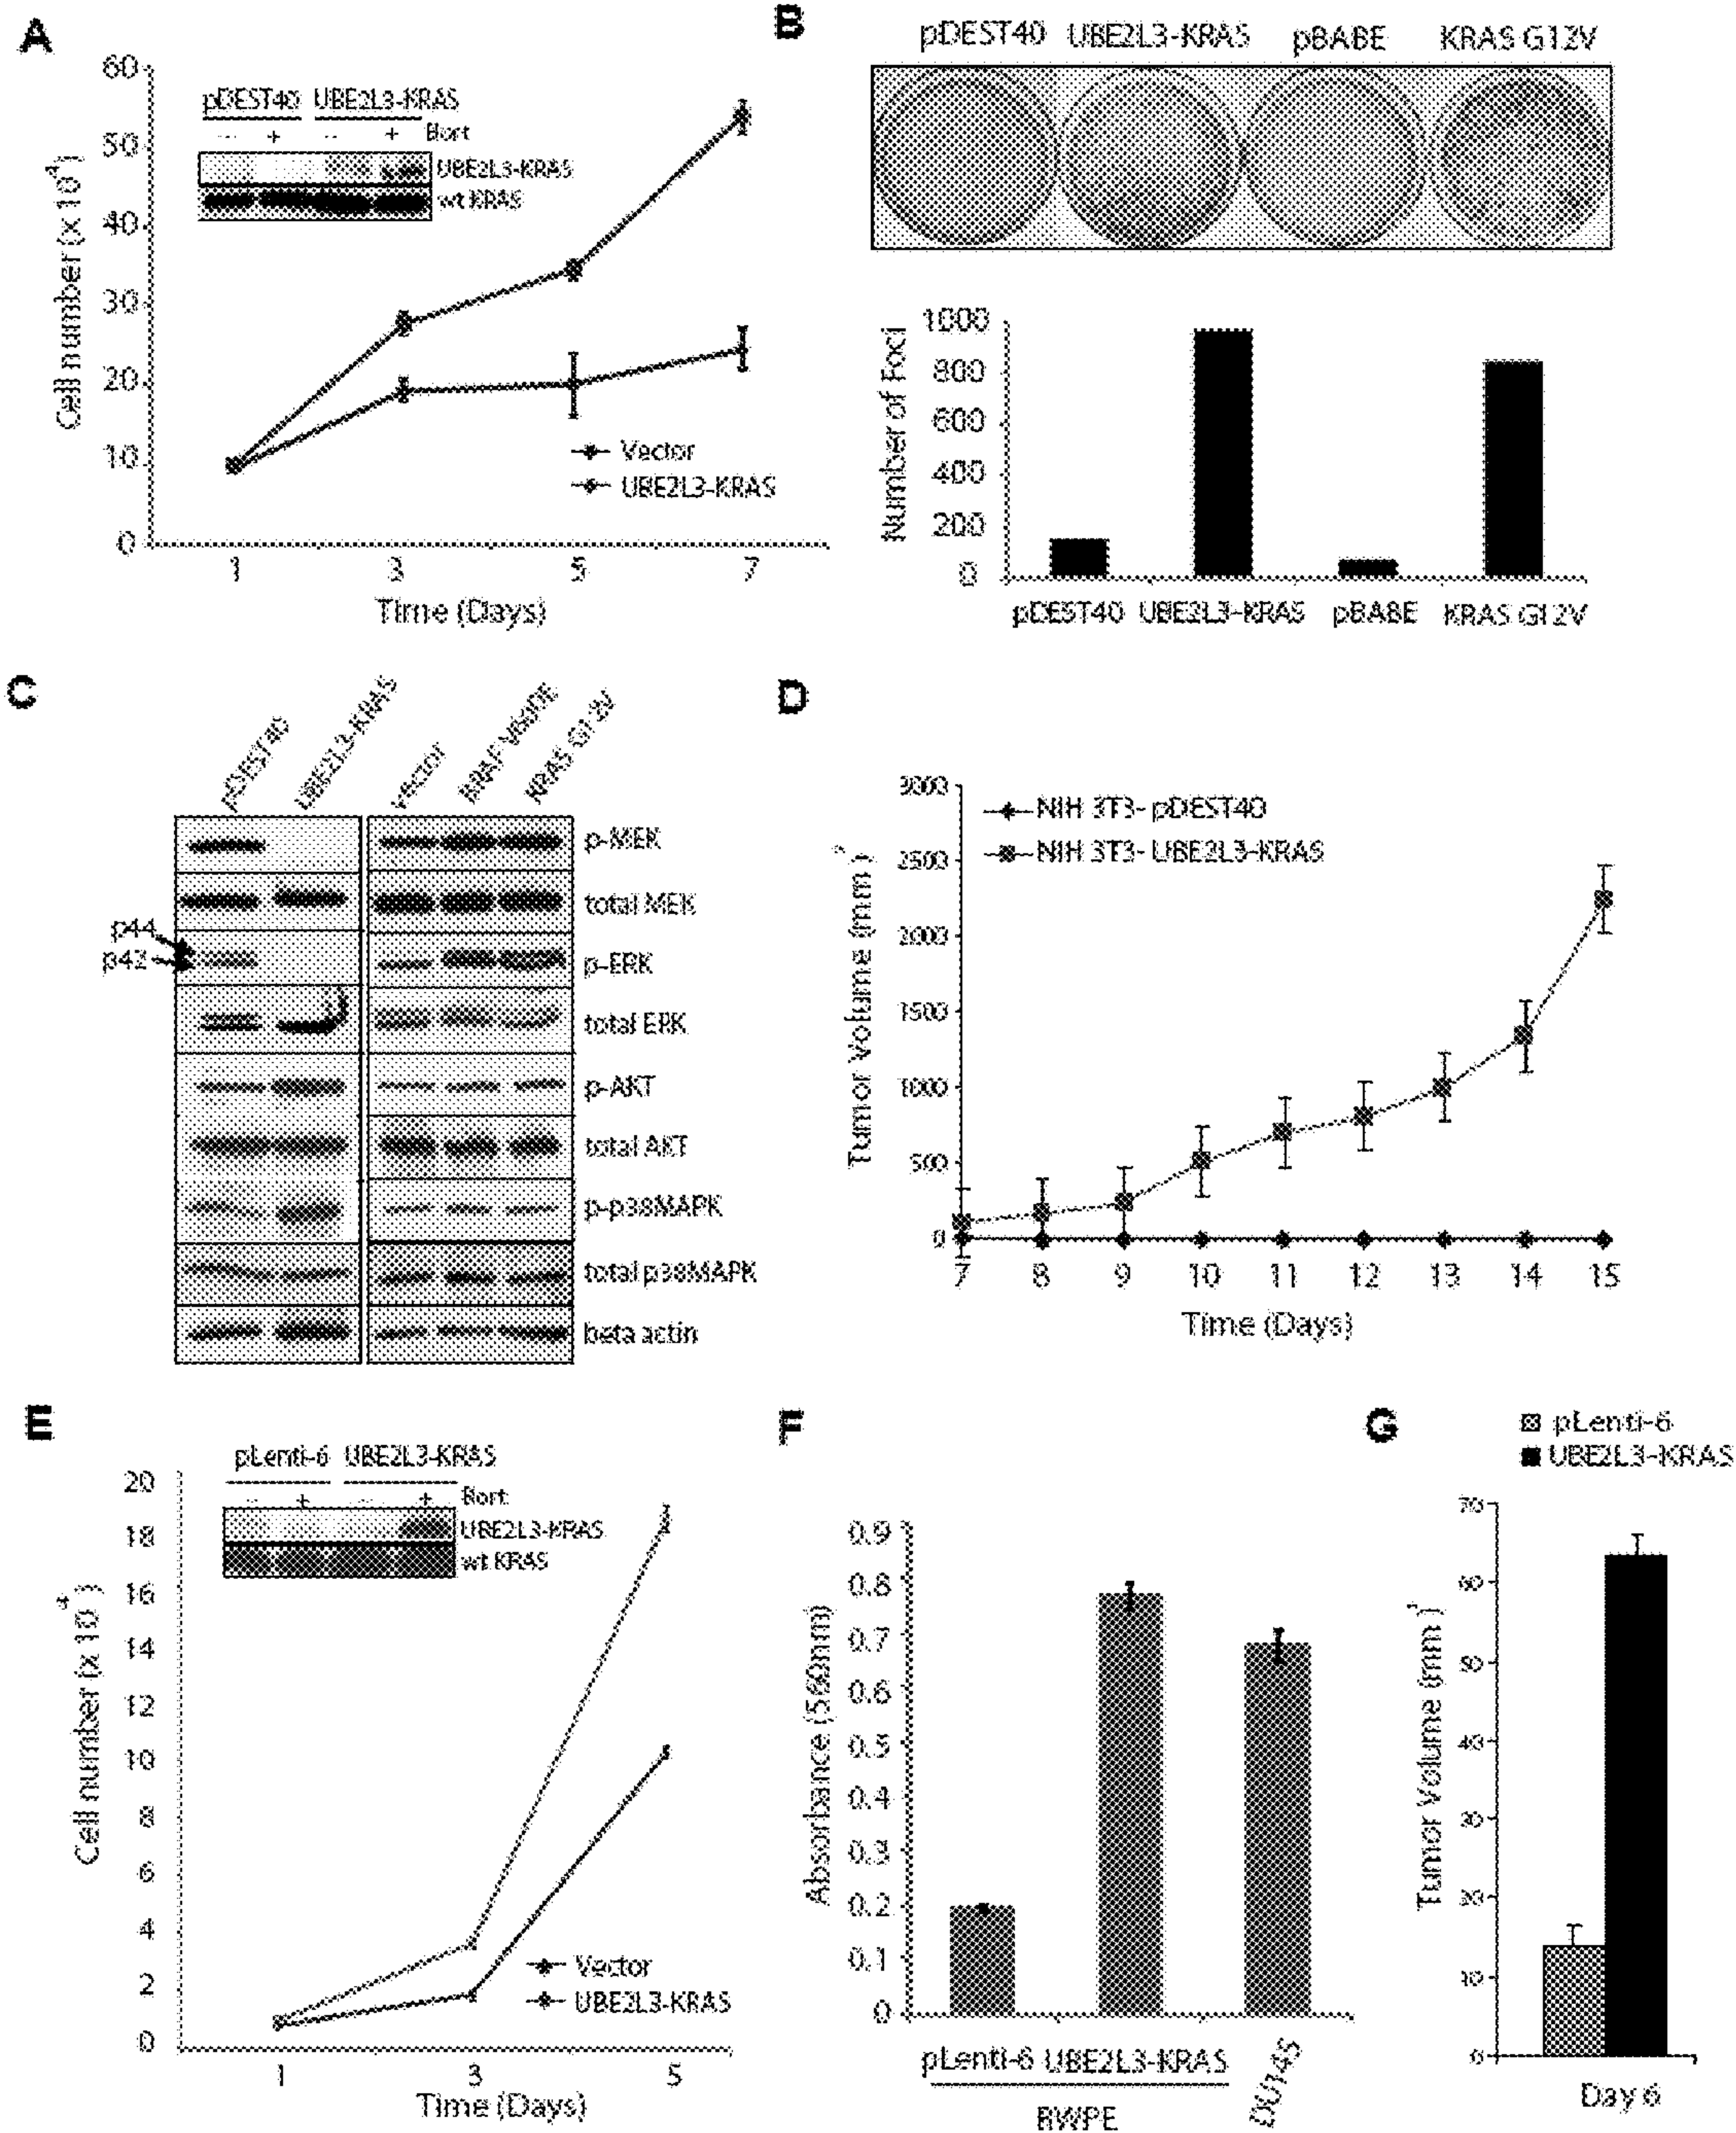 A
60
50
40
30
20
10
0
Cell number (x 10⁴)
pDEST40 UBE2L3-KRAS
- + - + Bort
UBE2L3-KRAS
wt KRAS
Vector
UBE2L3-KRAS
1 3 5 7
Time (Days)
B
pDEST40 UBE2L3-KRAS pBABE KRAS G12V
Number of Foci
1000
800
600
400
200
0
pDEST40 UBE2L3-KRAS pBABE KRAS G12V
C
pDEST40 UBE2L3-KRAS vector BRAF V600E KRAS G12V
p-MEK
total MEK
p44
p42
p-ERK
total ERK
p-AKT
total AKT
p-p38MAPK
total p38MAPK
beta actin
D
3000
2500
2000
1500
1000
500
0
Tumor Volume (mm³)
NIH 3T3- pDEST40
NIH 3T3- UBE2L3-KRAS
7 8 9 10 11 12 13 14 15
Time (Days)
E
20
18
16
14
12
10
8
6
4
2
0
Cell number (x 10⁴)
pLenti-6 UBE2L3-KRAS
- + - + Bort
UBE2L3-KRAS
wt KRAS
Vector
UBE2L3-KRAS
1 3 5
Time (Days)
F
0.9
0.8
0.7
0.6
0.5
0.4
0.3
0.2
0.1
0
Absorbance (560nm)
pLenti-6 UBE2L3-KRAS DU145
RWPE
G
pLenti-6
UBE2L3-KRAS
70
60
50
40
30
20
10
0
Tumor Volume (mm³)
Day 6